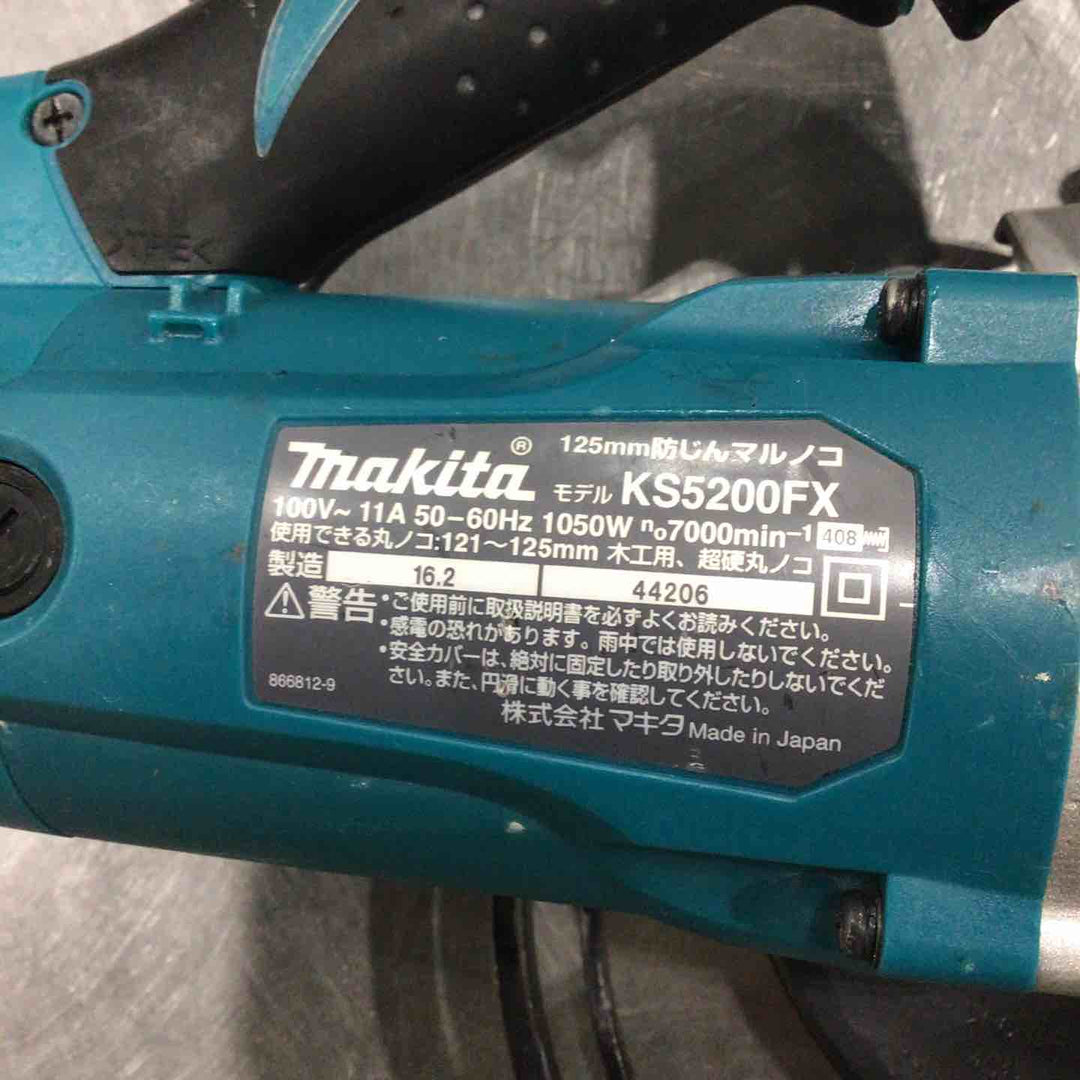 makita® 125mm防じんマルノコ
モデル KS5200FX
100V~ 11A 50-60Hz 1050W n₀7000min⁻¹ 408
使用できる丸ノコ:121~125mm 木工用、超硬丸ノコ
製造 16.2 44206
⚠警告 •ご使用前に取扱説明書を必ずよくお読みください。
•感電の恐れがあります。雨中では使用しないでください。
•安全カバーは、絶対に固定したり取り外したりしないでくだ
さい。また、円滑に動く事を確認してください。
866812-9
株式会社 マキタ Made in Japan